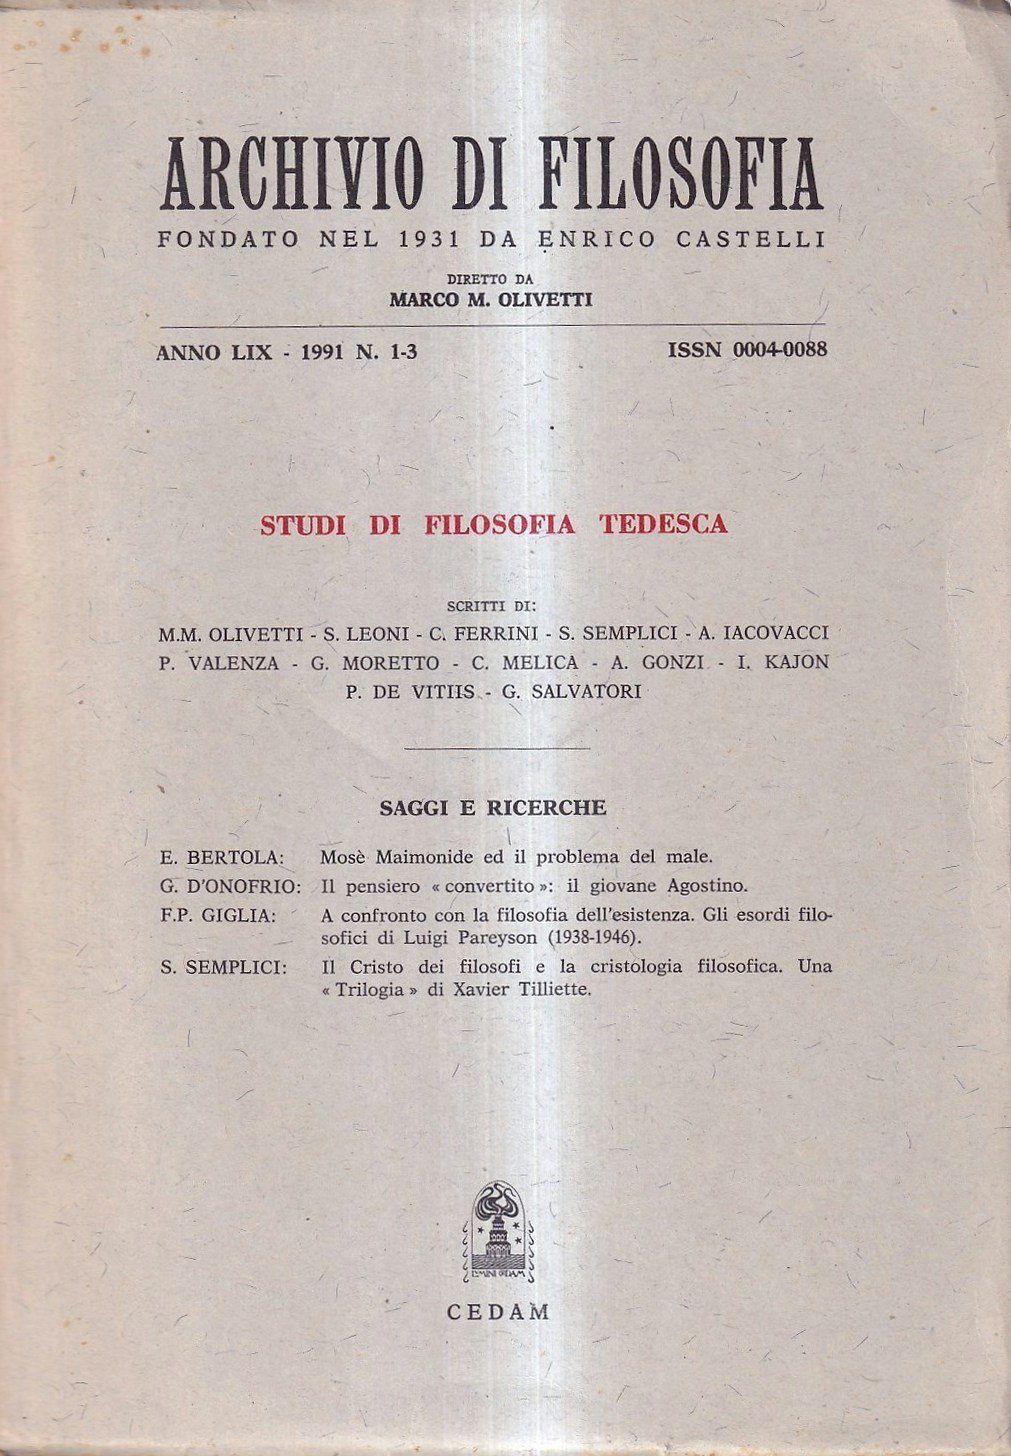 ARCHIVIO DI FILOSOFIA
FONDATO NEL 1931 DA ENRICO CASTELLI
DIRETTO DA
MARCO M. OLIVETTI
ANNO LIX - 1991 N. 1-3 ISSN 0004-0088
STUDI DI FILOSOFIA TEDESCA
SCRITTI DI:
M.M. OLIVETTI - S. LEONI - C. FERRINI - S. SEMPLICI - A. IACOVACCI
P. VALENZA - G. MORETTO - C. MELICA - A. GONZI - I. KAJON
P. DE VITIIS - G. SALVATORI
SAGGI E RICERCHE
E. BERTOLA: Mosè Maimonide ed il problema del male.
G. D'ONOFRIO: Il pensiero « convertito »: il giovane Agostino.
F.P. GIGLIA: A confronto con la filosofia dell'esistenza. Gli esordi filo-
sofici di Luigi Pareyson (1938-1946).
S. SEMPLICI: Il Cristo dei filosofi e la cristologia filosofica. Una
« Trilogia » di Xavier Tilliette.
CEDAM